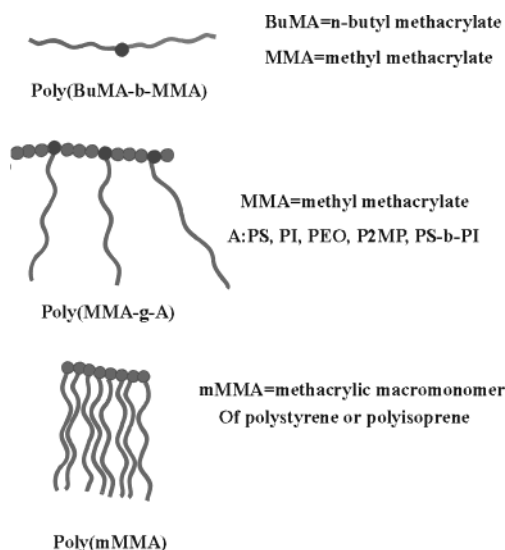 BuMA=n-butyl methacrylate
MMA=methyl methacrylate
Poly(BuMA-b-MMA)
MMA=methyl methacrylate
A:PS, PI, PEO, P2MP, PS-b-PI
Poly(MMA-g-A)
mMMA=methacrylic macromonomer
Of polystyrene or polyisoprene
Poly(mMMA)